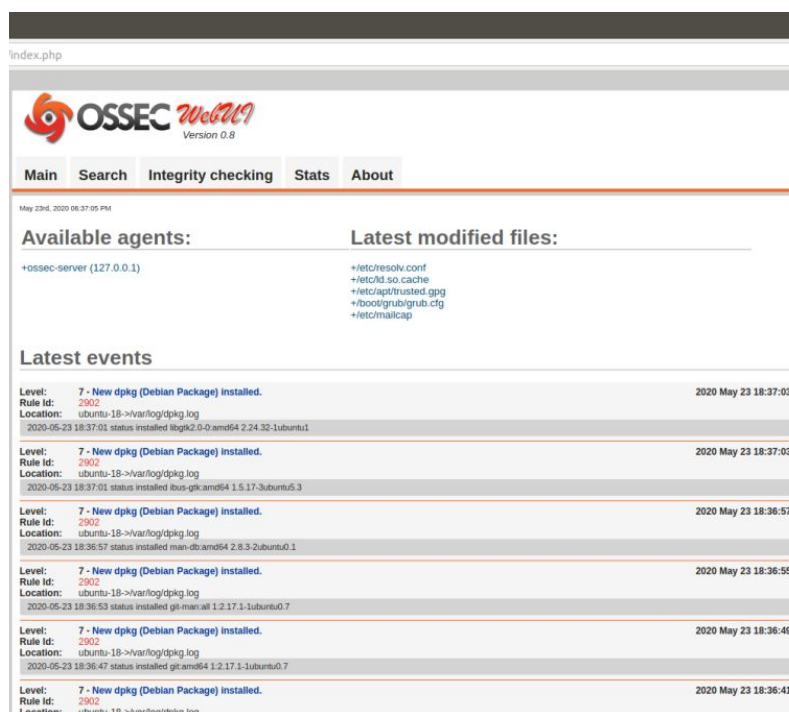 /index.php
OSSEC WebUI
Version 0.8
Main Search Integrity checking Stats About
May 23rd, 2020 06:37:05 PM
Available agents:
+ossec-server (127.0.0.1)
Latest modified files:
+/etc/resolv.conf
+/etc/ld.so.cache
+/etc/apt/trusted.gpg
+/boot/grub/grub.cfg
+/etc/mailcap
Latest events
Level: 7 - New dpkg (Debian Package) installed. 2020 May 23 18:37:03
Rule Id: 2902
Location: ubuntu-18->/var/log/dpkg.log
2020-05-23 18:37:01 status installed libgtk2.0-0:amd64 2.24.32-1ubuntu1
Level: 7 - New dpkg (Debian Package) installed. 2020 May 23 18:37:03
Rule Id: 2902
Location: ubuntu-18->/var/log/dpkg.log
2020-05-23 18:37:01 status installed ibus-gtk:amd64 1.5.17-3ubuntu5.3
Level: 7 - New dpkg (Debian Package) installed. 2020 May 23 18:36:57
Rule Id: 2902
Location: ubuntu-18->/var/log/dpkg.log
2020-05-23 18:36:57 status installed man-db:amd64 2.8.3-2ubuntu0.1
Level: 7 - New dpkg (Debian Package) installed. 2020 May 23 18:36:55
Rule Id: 2902
Location: ubuntu-18->/var/log/dpkg.log
2020-05-23 18:36:53 status installed git-man:all 1:2.17.1-1ubuntu0.7
Level: 7 - New dpkg (Debian Package) installed. 2020 May 23 18:36:49
Rule Id: 2902
Location: ubuntu-18->/var/log/dpkg.log
2020-05-23 18:36:47 status installed git:amd64 1:2.17.1-1ubuntu0.7
Level: 7 - New dpkg (Debian Package) installed. 2020 May 23 18:36:41
Rule Id: 2902
Location: ubuntu-18->/var/log/dpkg.log